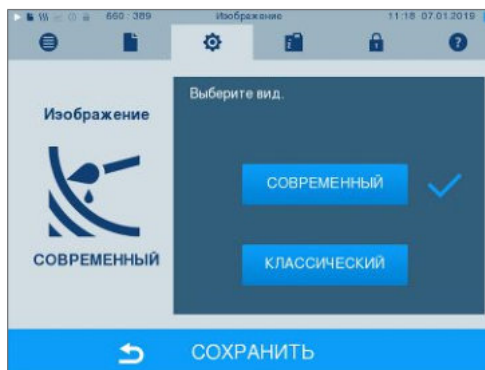 660 : 389 Изображение 11:18 07.01.2019
Изображение
Выберите вид.
СОВРЕМЕННЫЙ
КЛАССИЧЕСКИЙ
СОВРЕМЕННЫЙ
СОХРАНИТЬ